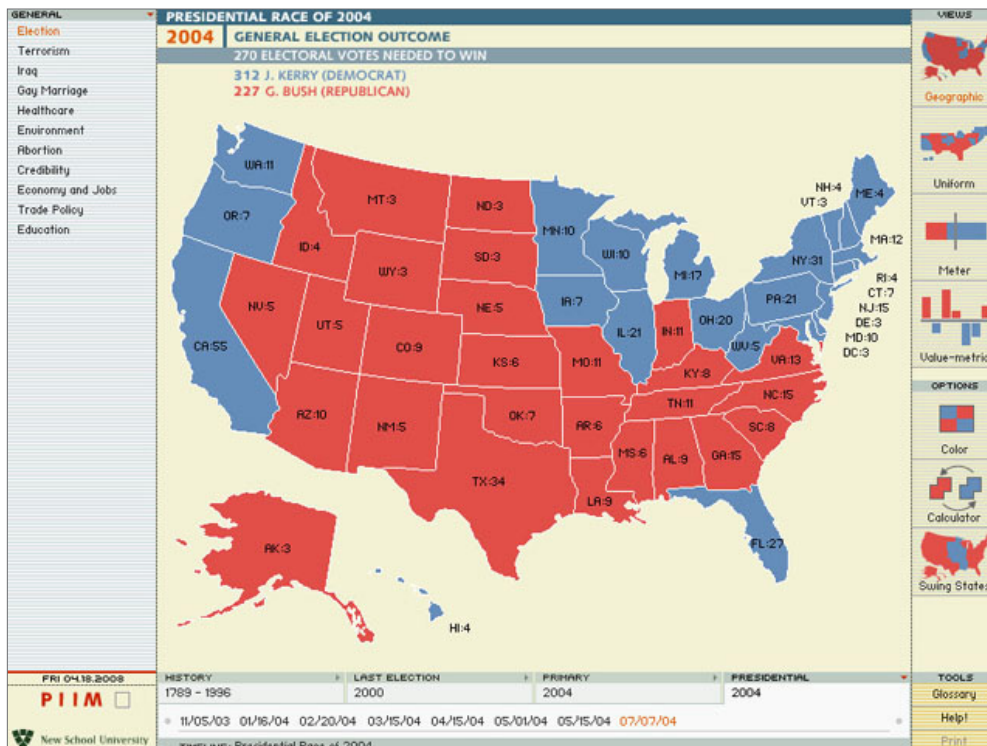 GENERAL
Election
Terrorism
Iraq
Gay Marriage
Healthcare
Environment
Abortion
Credibility
Economy and Jobs
Trade Policy
Education
PRESIDENTIAL RACE OF 2004
2004 GENERAL ELECTION OUTCOME
270 ELECTORAL VOTES NEEDED TO WIN
312 J. KERRY (DEMOCRAT)
227 G. BUSH (REPUBLICAN)
WA:11
OR:7
CA:55
ID:4
NV:5
MT:3
WY:3
UT:5
AZ:10
CO:9
NM:5
ND:3
SD:3
NE:5
KS:6
OK:7
TX:34
MN:10
IA:7
MO:11
AR:6
LA:9
WI:10
IL:21
MS:6
MI:17
IN:11
KY:8
TN:11
AL:9
OH:20
WV:5
VA:13
NC:15
SC:8
GA:15
FL:27
PA:21
NY:31
NH:4
VT:3
ME:4
MA:12
RI:4
CT:7
NJ:15
DE:3
MD:10
DC:3
AK:3
HI:4
VIEWS
Geographic
Uniform
Meter
Value-metric
OPTIONS
Color
Calculator
Swing States
FRI 04.18.2008
PIIM
New School University
HISTORY
1789 - 1996
LAST ELECTION
2000
PRIMARY
2004
PRESIDENTIAL
2004
11/05/03 01/16/04 02/20/04 03/15/04 04/15/04 05/01/04 05/15/04 07/07/04
TIMELINE: Presidential Race of 2004
TOOLS
Glossary
Help!
Print